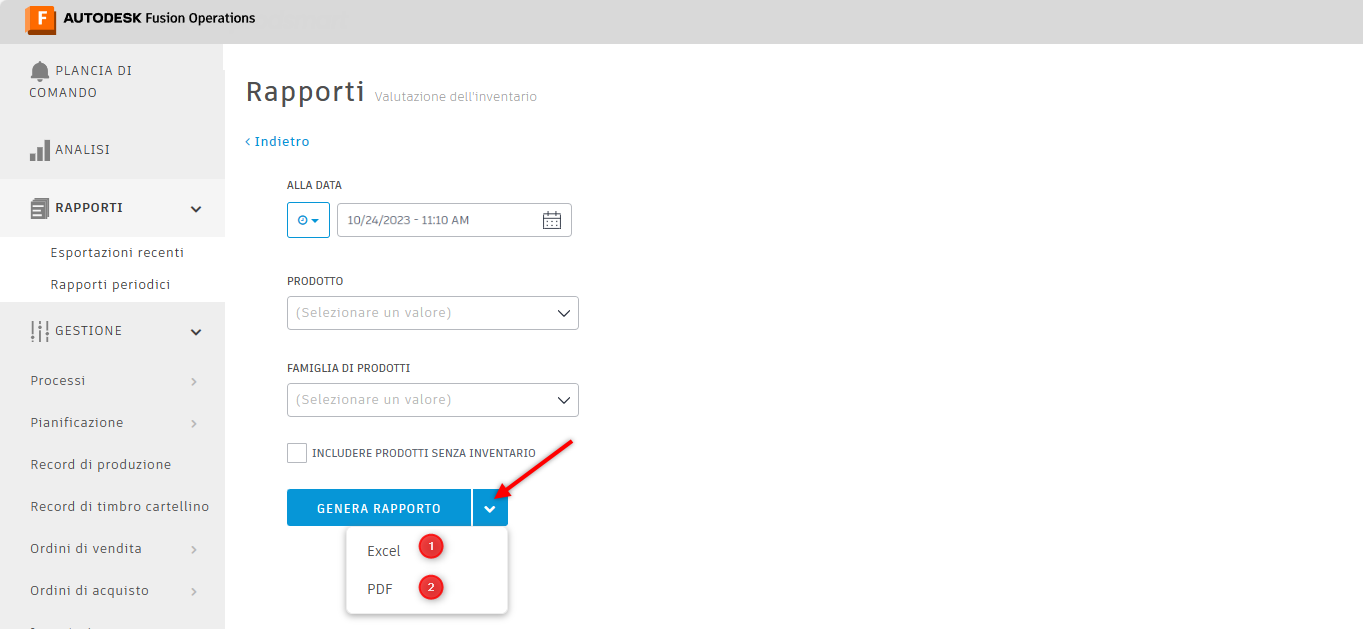 F AUTODESK Fusion Operations
PLANCIA DI
COMANDO
ANALISI
RAPPORTI
Esportazioni recenti
Rapporti periodici
GESTIONE
Processi
Pianificazione
Record di produzione
Record di timbro cartellino
Ordini di vendita
Ordini di acquisto
Rapporti Valutazione dell'inventario
< Indietro
ALLA DATA
10/24/2023 - 11:10 AM
PRODOTTO
(Selezionare un valore)
FAMIGLIA DI PRODOTTI
(Selezionare un valore)
INCLUDERE PRODOTTI SENZA INVENTARIO
GENERA RAPPORTO
Excel 1
PDF 2